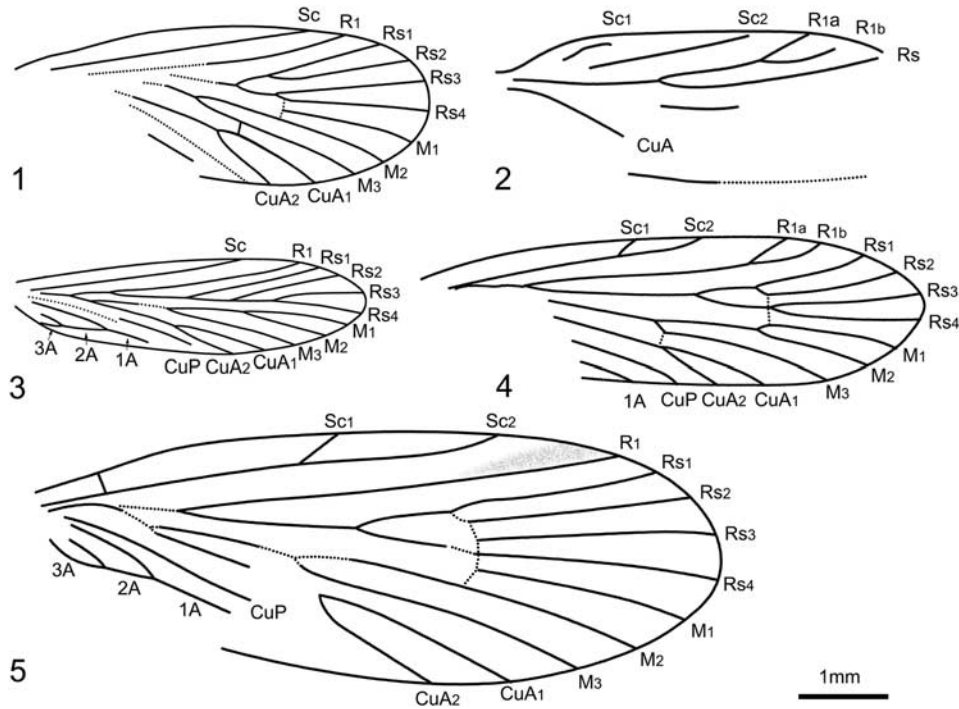 Sc R1 Rs1 Rs2 Rs3 Rs4 M1 M2 M3 CuA1 CuA2
1
Sc1 Sc2 R1a R1b Rs CuA
2
Sc R1 Rs1 Rs2 Rs3 Rs4 M1 M2 M3 CuA1 CuA2 CuP 1A 2A 3A
3
Sc1 Sc2 R1a R1b Rs1 Rs2 Rs3 Rs4 M1 M2 M3 CuA1 CuA2 CuP 1A
4
Sc1 Sc2 R1 Rs1 Rs2 Rs3 Rs4 M1 M2 M3 CuA1 CuA2 CuP 1A 2A 3A
5
1mm